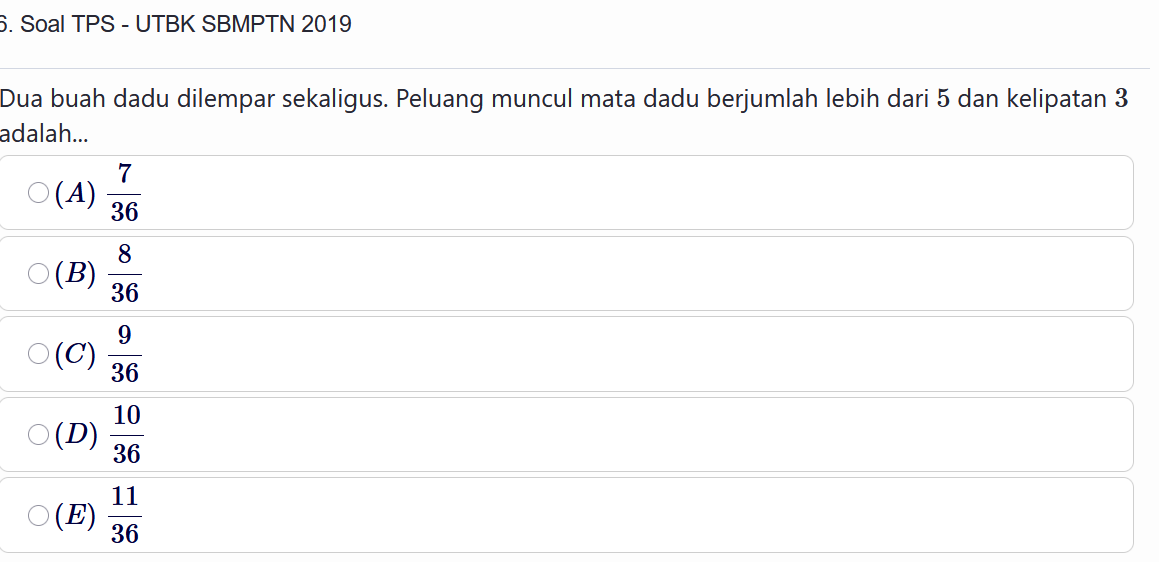 6. Soal TPS - UTBK SBMPTN 2019
Dua buah dadu dilempar sekaligus. Peluang muncul mata dadu berjumlah lebih dari 5 dan kelipatan 3
adalah...
(A) 7/36
(B) 8/36
(C) 9/36
(D) 10/36
(E) 11/36